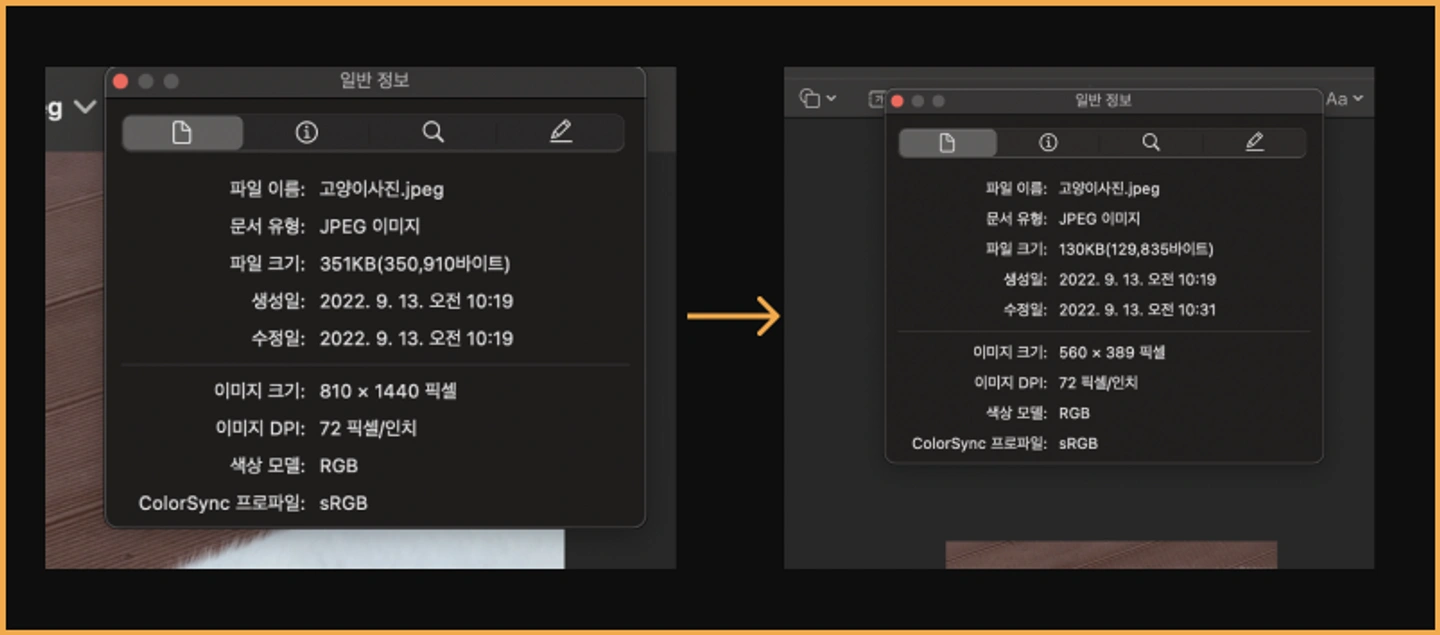 일반 정보
g
파일 이름: 고양이사진.jpeg
문서 유형: JPEG 이미지
파일 크기: 351KB(350,910바이트)
생성일: 2022. 9. 13. 오전 10:19
수정일: 2022. 9. 13. 오전 10:19
이미지 크기: 810 × 1440 픽셀
이미지 DPI: 72 픽셀/인치
색상 모델: RGB
ColorSync 프로파일: sRGB
일반 정보
Aa
파일 이름: 고양이사진.jpeg
문서 유형: JPEG 이미지
파일 크기: 130KB(129,835바이트)
생성일: 2022. 9. 13. 오전 10:19
수정일: 2022. 9. 13. 오전 10:31
이미지 크기: 560 × 389 픽셀
이미지 DPI: 72 픽셀/인치
색상 모델: RGB
ColorSync 프로파일: sRGB